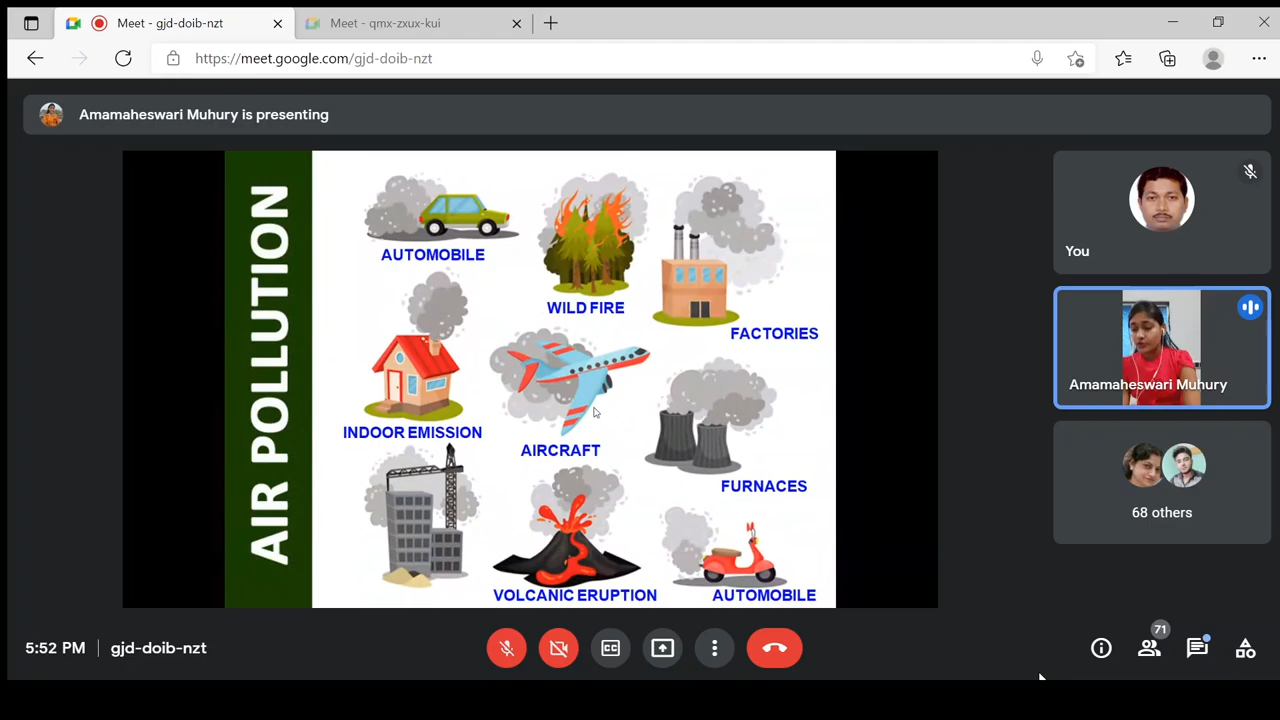 Meet - gjd-doib-nzt
Meet - qmx-zxux-kui
https://meet.google.com/gjd-doib-nzt
Amamaheswari Muhury is presenting
AIR POLLUTION
AUTOMOBILE
WILD FIRE
FACTORIES
INDOOR EMISSION
AIRCRAFT
FURNACES
VOLCANIC ERUPTION
AUTOMOBILE
You
Amamaheswari Muhury
68 others
5:52 PM
gjd-doib-nzt
CC
71